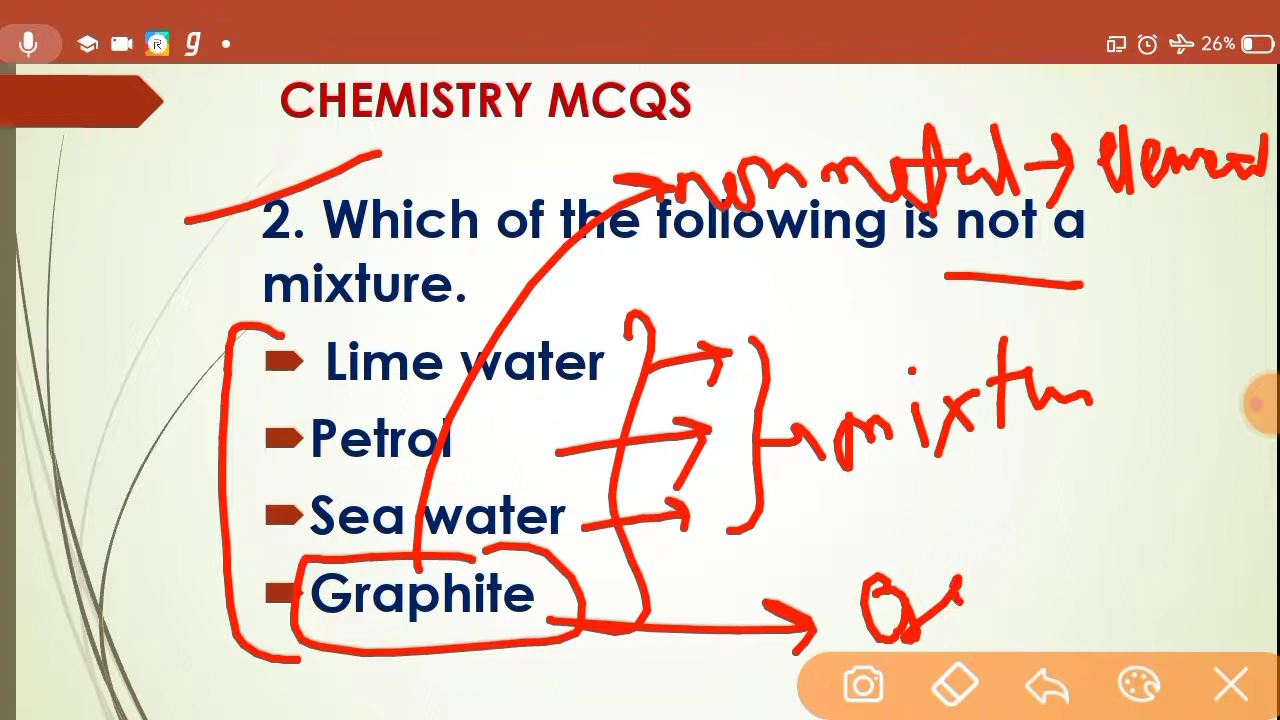 26%
CHEMISTRY MCQS
non metal → element
2. Which of the following is not a
mixture.
Lime water
Petrol
Sea water
Graphite
mixture